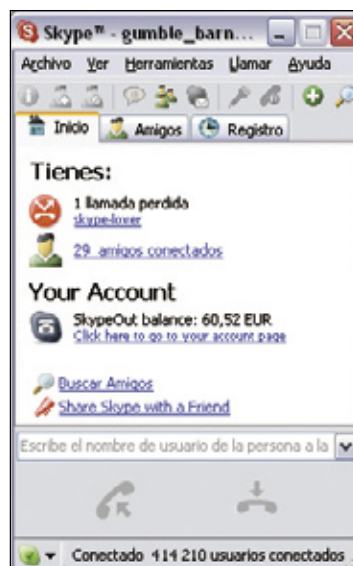 Skype™ - gumble_barn...
Archivo Ver Herramientas Llamar Ayuda
Inicio Amigos Registro
Tienes:
1 llamada perdida
skype-lover
29 amigos conectados
Your Account
SkypeOut balance: 60,52 EUR
Click here to go to your account page
Buscar Amigos
Share Skype with a Friend
Escribe el nombre de usuario de la persona a la
Conectado 414 210 usuarios conectados